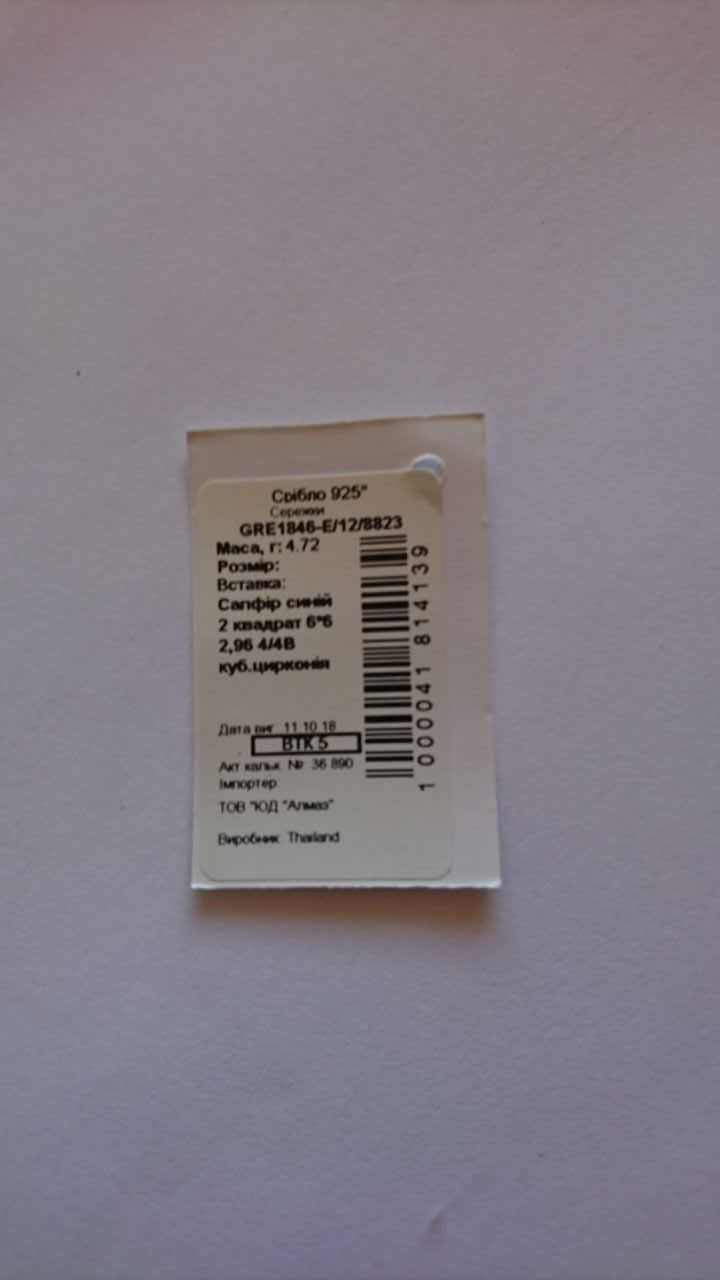 Срібло 925"
Сережки
GRE1846-E/12/8823
Маса, г: 4.72
Розмір:
Вставка:
Сапфір синій
2 квадрат 6*6
2,96 4/4В
куб.цирконія
Дата виг. 11.10.18
ВТК 5
Акт кальк. № 36 890
Імпортер
ТОВ "ЮД "Алмаз"
Виробник: Thailand
1 000041 814139